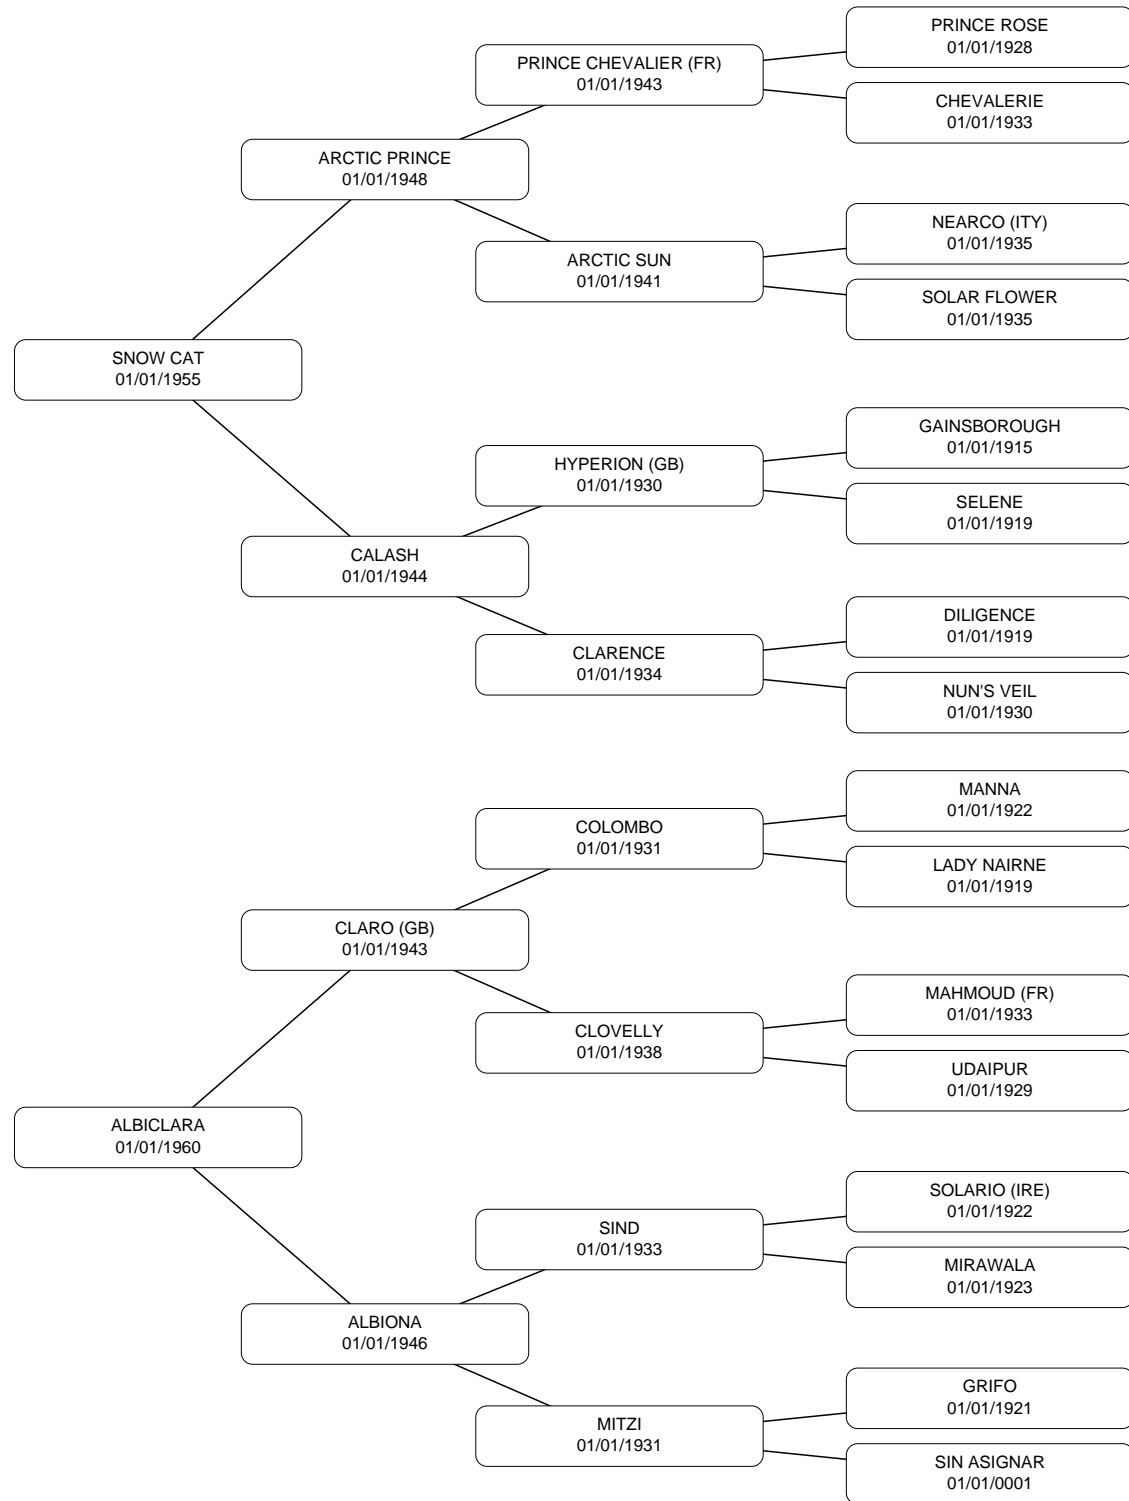 PRINCE ROSE
01/01/1928
PRINCE CHEVALIER (FR)
01/01/1943
CHEVALERIE
01/01/1933
ARCTIC PRINCE
01/01/1948
NEARCO (ITY)
01/01/1935
ARCTIC SUN
01/01/1941
SOLAR FLOWER
01/01/1935
SNOW CAT
01/01/1955
GAINSBOROUGH
01/01/1915
HYPERION (GB)
01/01/1930
SELENE
01/01/1919
CALASH
01/01/1944
DILIGENCE
01/01/1919
CLARENCE
01/01/1934
NUN'S VEIL
01/01/1930
MANNA
01/01/1922
COLOMBO
01/01/1931
LADY NAIRNE
01/01/1919
CLARO (GB)
01/01/1943
MAHMOUD (FR)
01/01/1933
CLOVELLY
01/01/1938
UDAIPUR
01/01/1929
ALBICLARA
01/01/1960
SOLARIO (IRE)
01/01/1922
SIND
01/01/1933
MIRAWALA
01/01/1923
ALBIONA
01/01/1946
GRIFO
01/01/1921
MITZI
01/01/1931
SIN ASIGNAR
01/01/0001